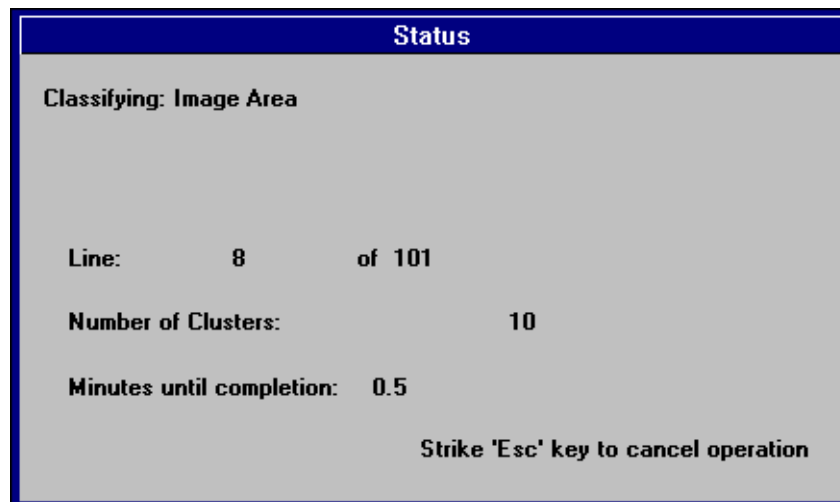 Status
Classifying: Image Area
Line: 8 of 101
Number of Clusters: 10
Minutes until completion: 0.5
Strike 'Esc' key to cancel operation